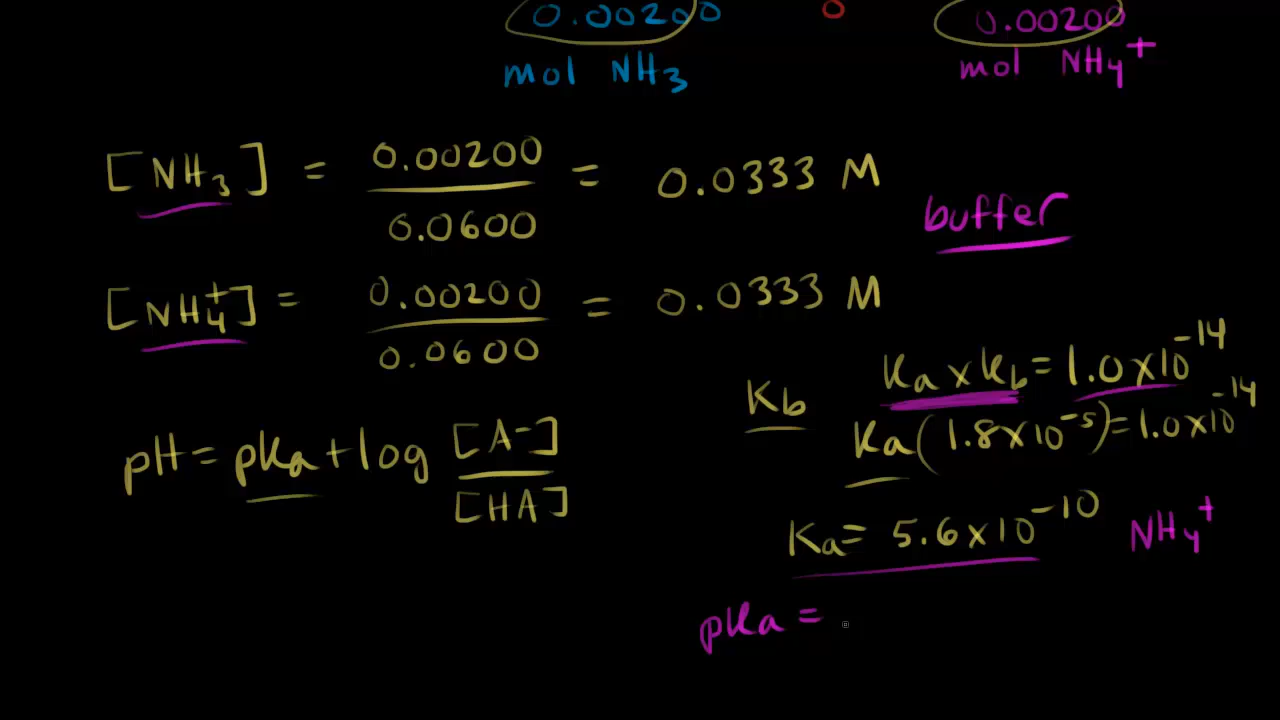 0.00200 0 0.00200
mol NH3 mol NH4+
[NH3] = 0.00200 / 0.0600 = 0.0333 M
buffer
[NH4+] = 0.00200 / 0.0600 = 0.0333 M
Kb
Ka x Kb = 1.0 x 10^-14
Ka (1.8 x 10^-5) = 1.0 x 10^-14
pH = pKa + log [A-] / [HA]
Ka = 5.6 x 10^-10 NH4+
pKa =